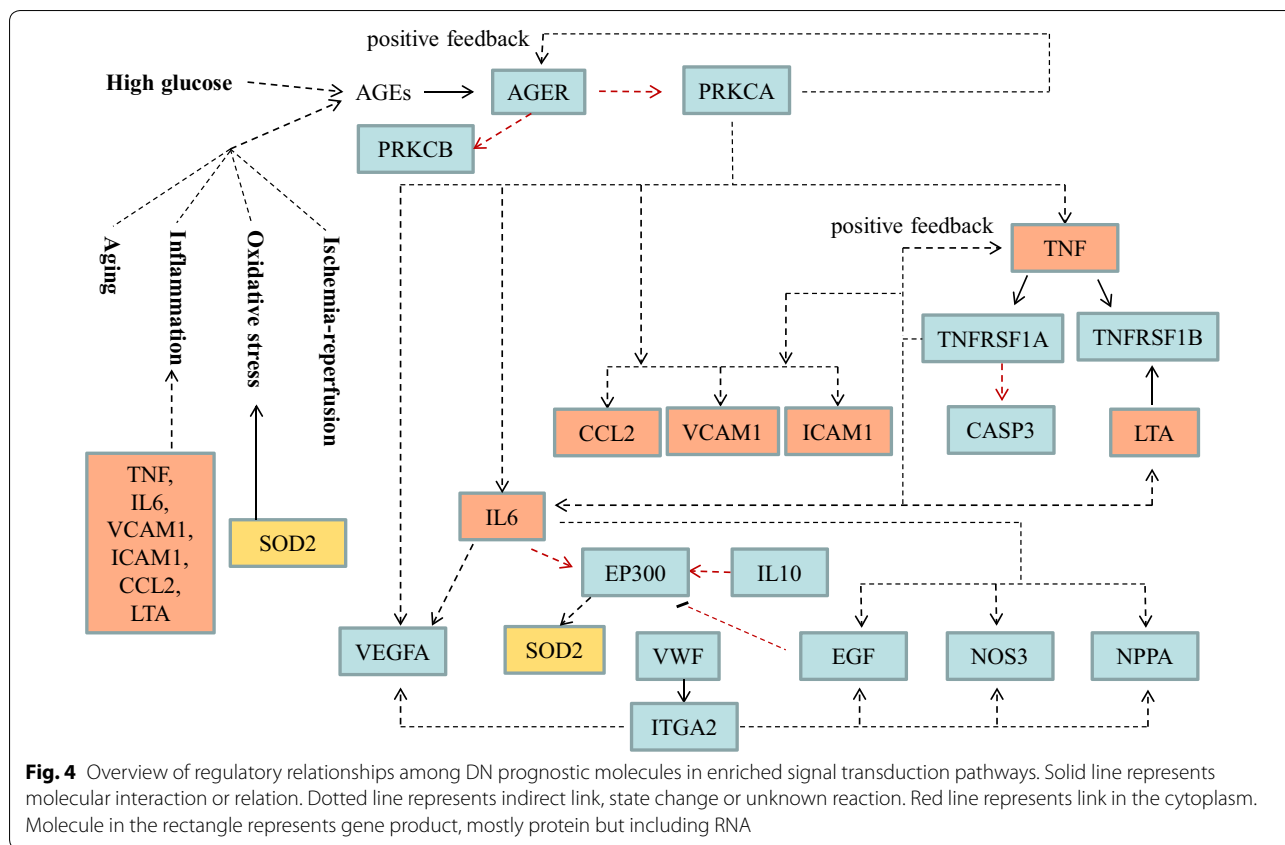 positive feedback
High glucose
AGEs
AGER
PRKCA
PRKCB
Aging
Inflammation
Oxidative stress
Ischemia-reperfusion
positive feedback
TNF
TNFRSF1A
TNFRSF1B
CCL2
VCAM1
ICAM1
CASP3
LTA
TNF,
IL6,
VCAM1,
ICAM1,
CCL2,
LTA
SOD2
IL6
EP300
IL10
VEGFA
SOD2
VWF
EGF
NOS3
NPPA
ITGA2
Fig. 4 Overview of regulatory relationships among DN prognostic molecules in enriched signal transduction pathways. Solid line represents
molecular interaction or relation. Dotted line represents indirect link, state change or unknown reaction. Red line represents link in the cytoplasm.
Molecule in the rectangle represents gene product, mostly protein but including RNA